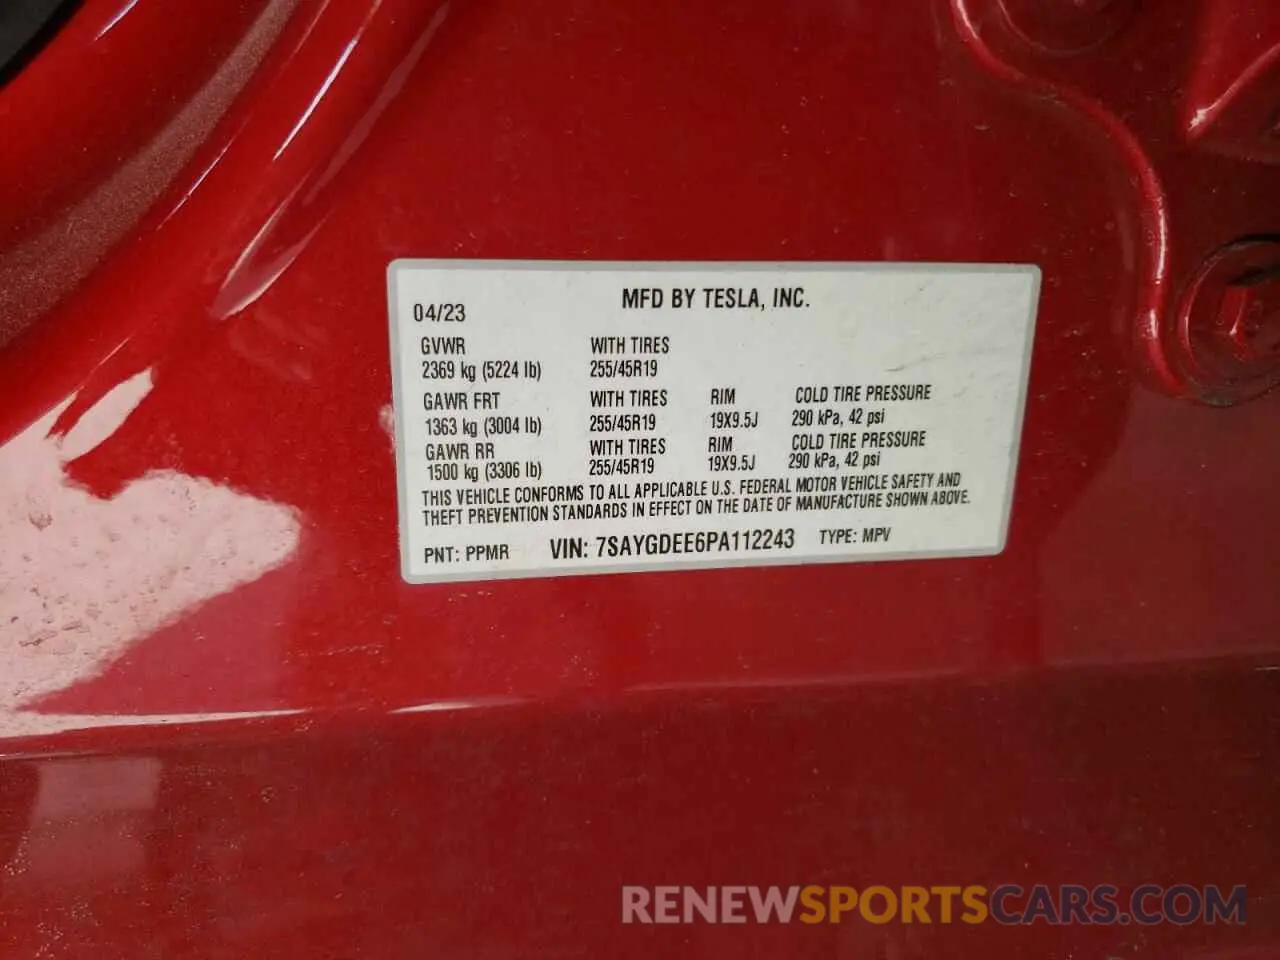 MFD BY TESLA, INC.
04/23
GVWR WITH TIRES
2369 kg (5224 lb) 255/45R19
GAWR FRT WITH TIRES RIM COLD TIRE PRESSURE
1363 kg (3004 lb) 255/45R19 19X9.5J 290 kPa, 42 psi
GAWR RR WITH TIRES RIM COLD TIRE PRESSURE
1500 kg (3306 lb) 255/45R19 19X9.5J 290 kPa, 42 psi
THIS VEHICLE CONFORMS TO ALL APPLICABLE U.S. FEDERAL MOTOR VEHICLE SAFETY AND
THEFT PREVENTION STANDARDS IN EFFECT ON THE DATE OF MANUFACTURE SHOWN ABOVE.
PNT: PPMR VIN: 7SAYGDEE6PA112243 TYPE: MPV
RENEWSPORTSCARS.COM